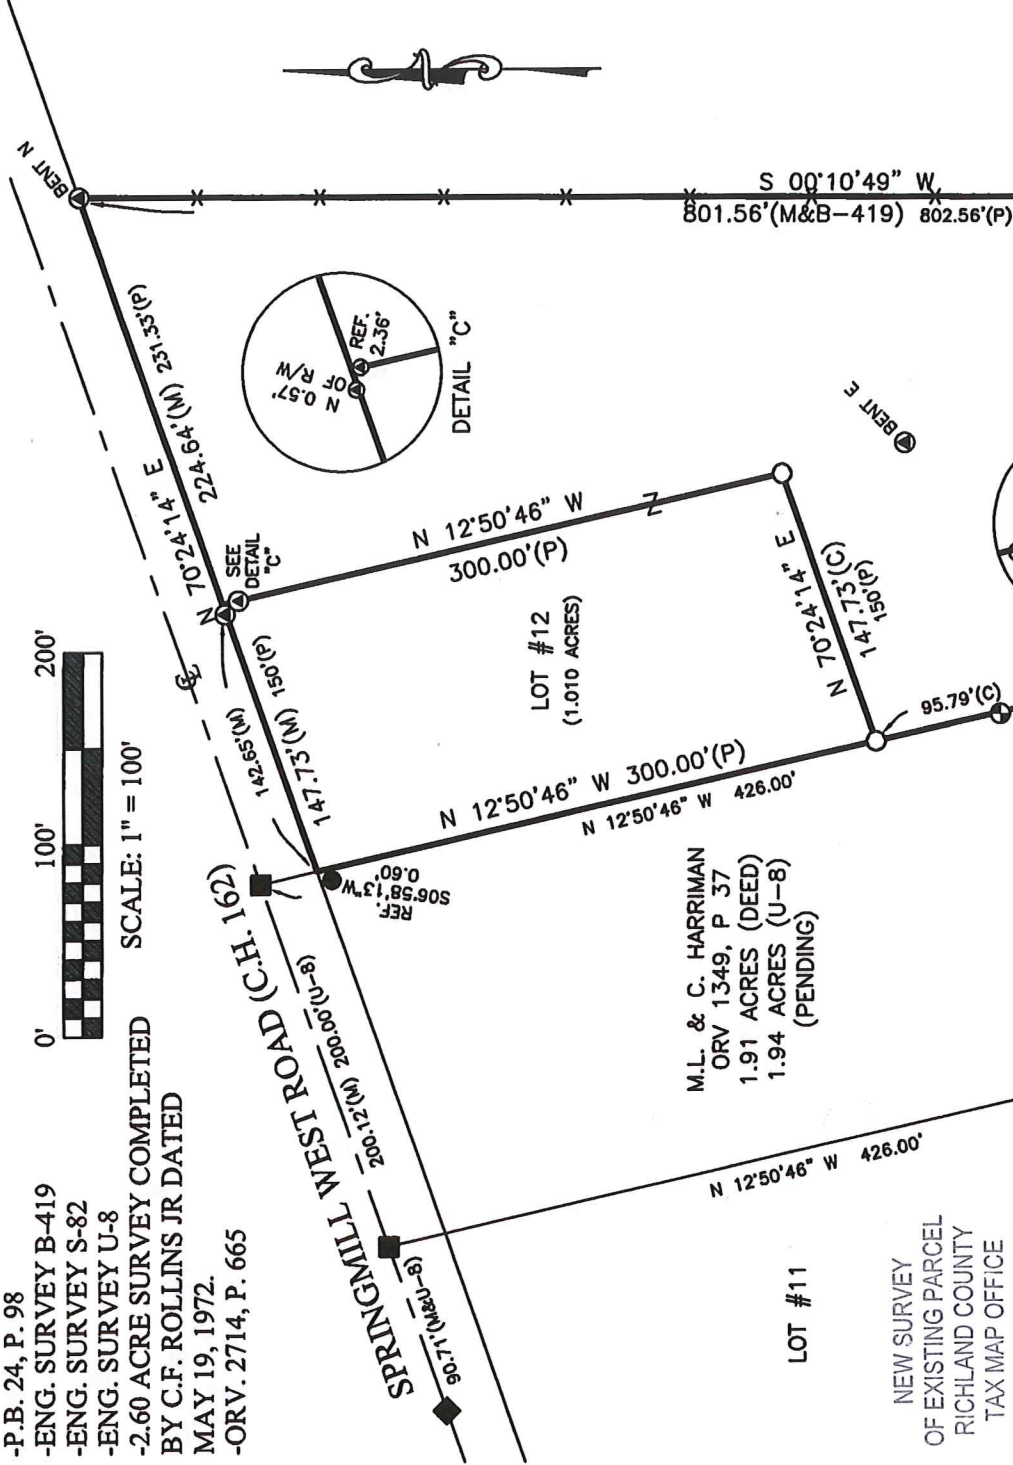 -P.B. 24, P. 98
-ENG. SURVEY B-419
-ENG. SURVEY S-82
-ENG. SURVEY U-8
-2.60 ACRE SURVEY COMPLETED
BY C.F. ROLLINS JR DATED
MAY 19, 1972.
-ORV. 2714, P. 665
0' 100' 200'
SCALE: 1" = 100'
BENT N
N 70°24'14" E
224.64'(M) 231.33'(P)
SEE
DETAIL
"C"
N 0.57'
OF R/W
REF.
2.36'
DETAIL "C"
S 00°10'49" W
801.56'(M&B-419) 802.56'(P)
142.65'(M)
147.73'(M) 150'(P)
SPRINGMILL WEST ROAD (C.H. 162)
200.12'(M) 200.00'(U-8)
90.71'(M&U-8)
REF.
S06°58'13"W
0.60'
N 12°50'46" W
300.00'(P)
LOT #12
(1.010 ACRES)
N 12°50'46" W 300.00'(P)
N 12°50'46" W 426.00'
N 70°24'14" E
147.73'(C)
150'(P)
BENT E
95.79'(C)
M.L. & C. HARRIMAN
ORV 1349, P 37
1.91 ACRES (DEED)
1.94 ACRES (U-8)
(PENDING)
N 12°50'46" W 426.00'
LOT #11
NEW SURVEY
OF EXISTING PARCEL
RICHLAND COUNTY
TAX MAP OFFICE